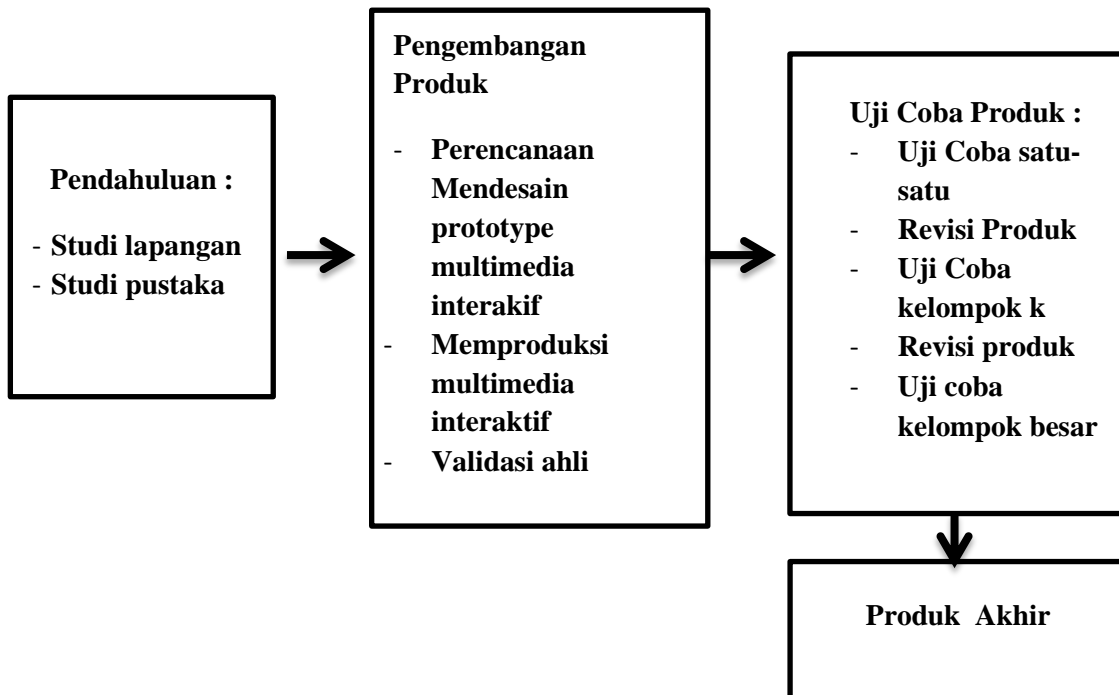 Pendahuluan :
- Studi lapangan
- Studi pustaka
Pengembangan
Produk
- Perencanaan
Mendesain
prototype
multimedia
interakif
- Memproduksi
multimedia
interaktif
- Validasi ahli
Uji Coba Produk :
- Uji Coba satu-
satu
- Revisi Produk
- Uji Coba
kelompok k
- Revisi produk
- Uji coba
kelompok besar
Produk Akhir